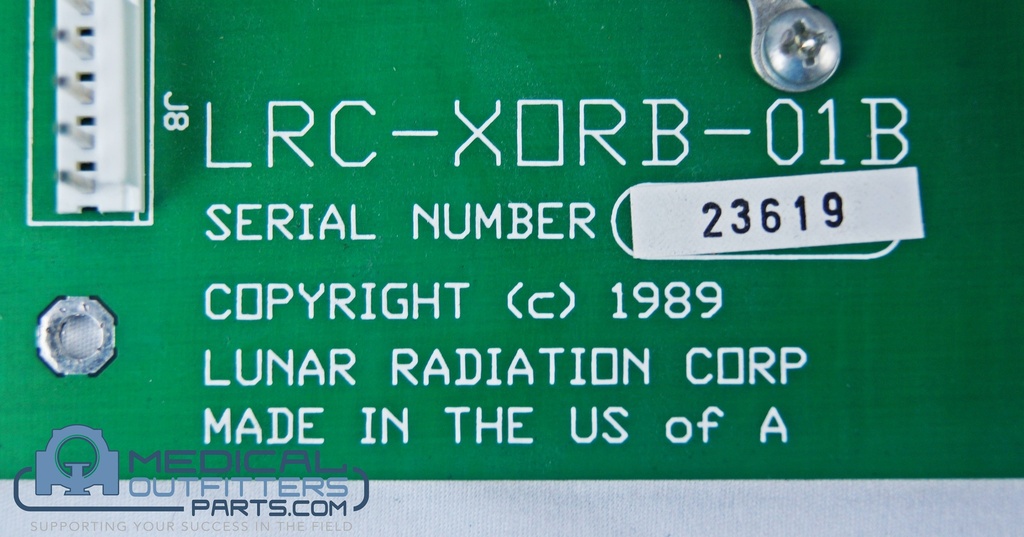 J8
LRC-XORB-01B
SERIAL NUMBER 23619
COPYRIGHT (c) 1989
LUNAR RADIATION CORP
MADE IN THE US of A
MEDICAL
OUTFITTERS
PARTS.COM
SUPPORTING YOUR SUCCESS IN THE FIELD